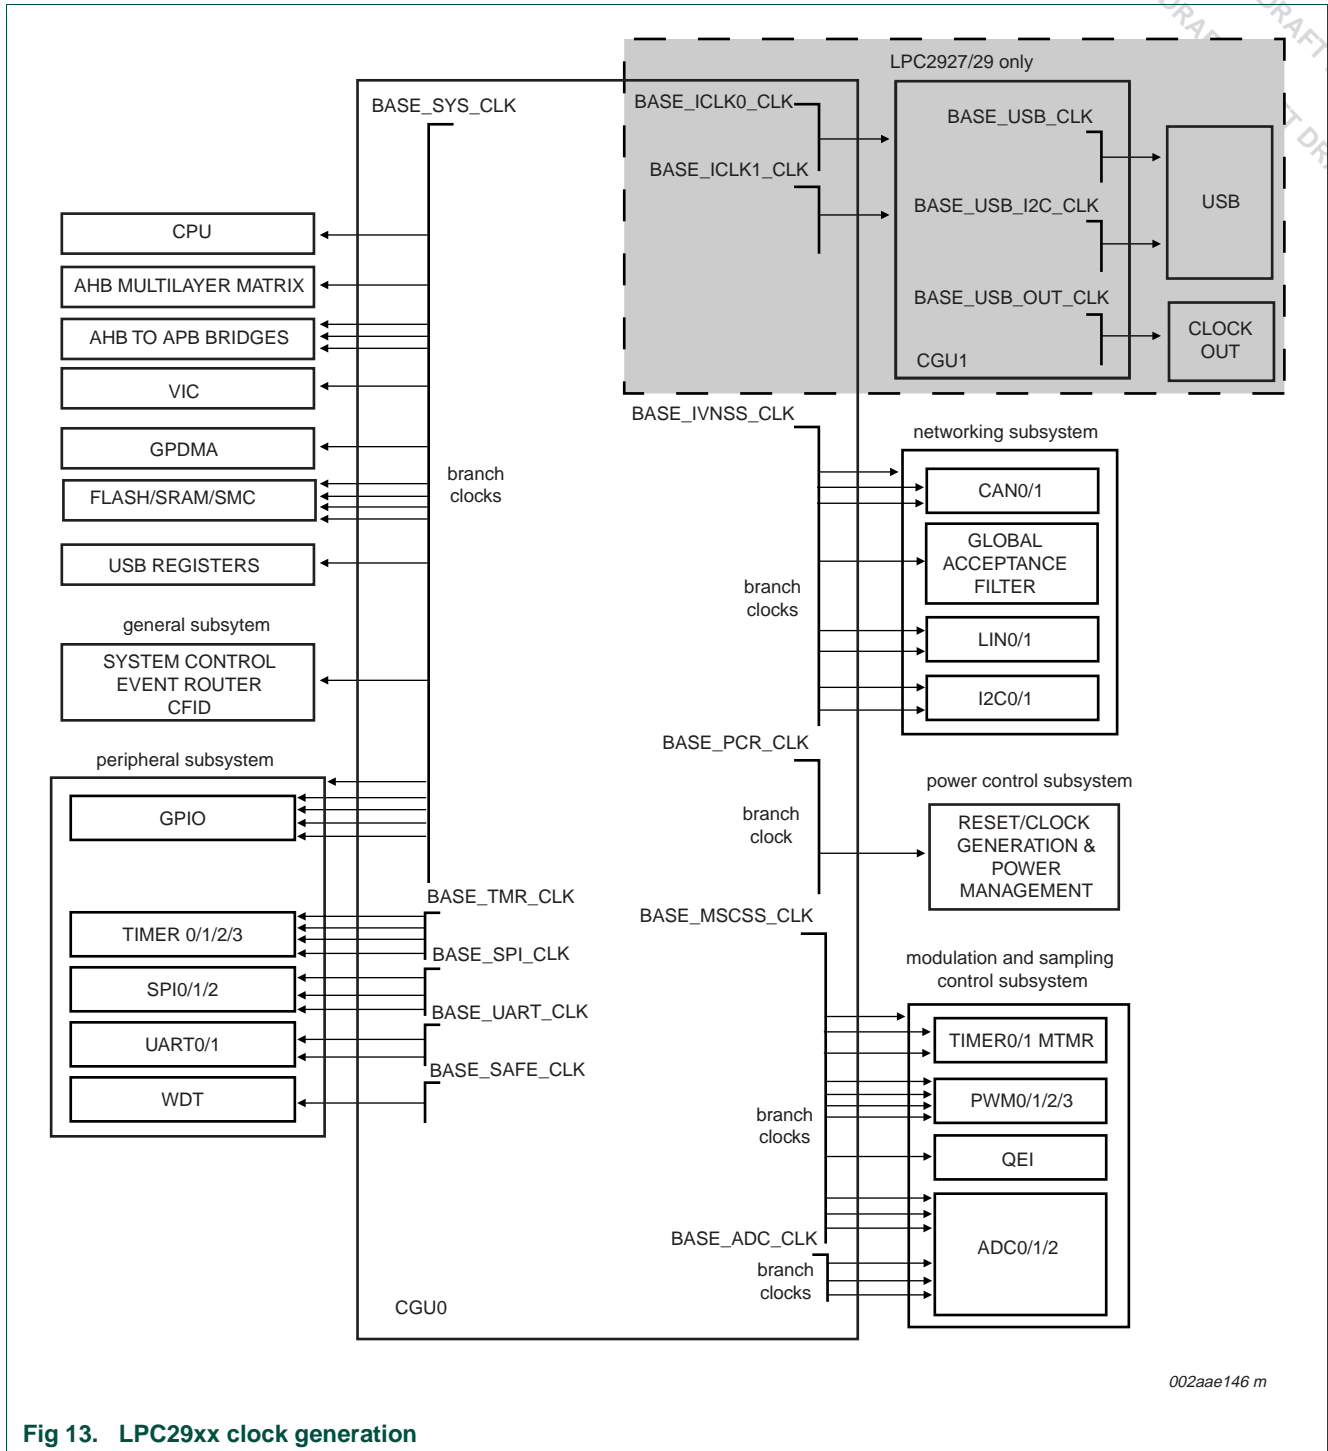 DRAFT
DRAFT
DRAFT
LPC2927/29 only
BASE_SYS_CLK
BASE_ICLK0_CLK
BASE_USB_CLK
BASE_ICLK1_CLK
BASE_USB_I2C_CLK
USB
BASE_USB_OUT_CLK
CLOCK
OUT
CGU1
CPU
AHB MULTILAYER MATRIX
AHB TO APB BRIDGES
VIC
GPDMA
FLASH/SRAM/SMC
USB REGISTERS
branch
clocks
general subsytem
SYSTEM CONTROL
EVENT ROUTER
CFID
peripheral subsystem
GPIO
TIMER 0/1/2/3
SPI0/1/2
UART0/1
WDT
BASE_TMR_CLK
BASE_SPI_CLK
BASE_UART_CLK
BASE_SAFE_CLK
BASE_IVNSS_CLK
networking subsystem
CAN0/1
GLOBAL
ACCEPTANCE
FILTER
branch
clocks
LIN0/1
I2C0/1
BASE_PCR_CLK
power control subsystem
branch
clock
RESET/CLOCK
GENERATION &
POWER
MANAGEMENT
BASE_MSCSS_CLK
modulation and sampling
control subsystem
TIMER0/1 MTMR
PWM0/1/2/3
branch
clocks
QEI
BASE_ADC_CLK
ADC0/1/2
branch
clocks
CGU0
002aae146 m
Fig 13. LPC29xx clock generation